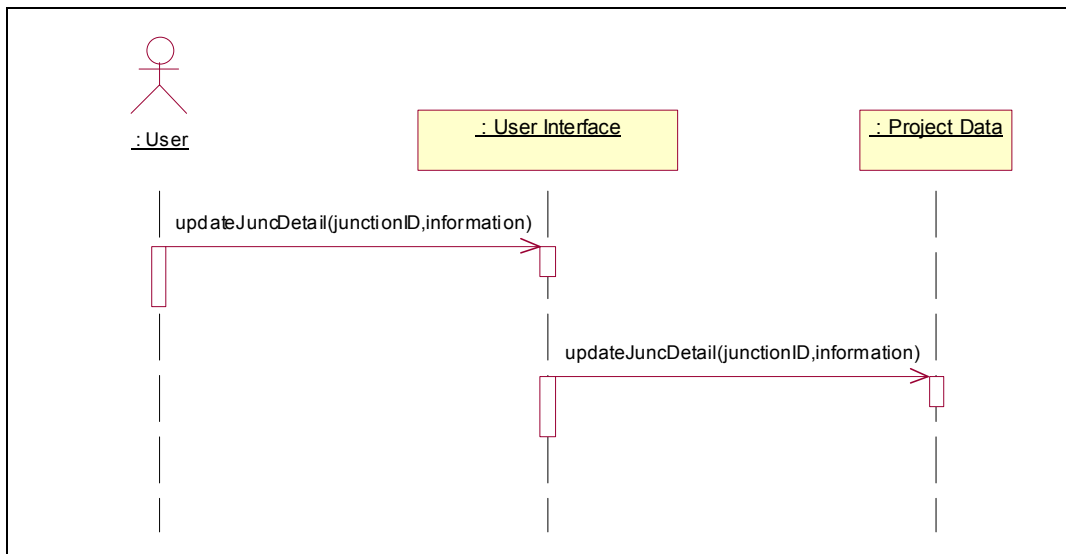 : User
: User Interface
: Project Data
updateJuncDetail(junctionID,information)
updateJuncDetail(junctionID,information)